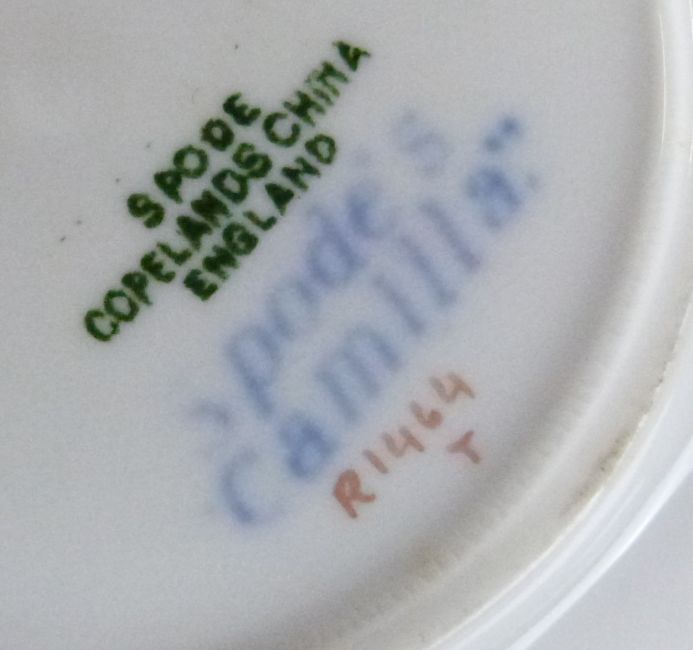 SPODE
COPELANDS CHINA
ENGLAND
Spode's
Camilla."
R1464
T